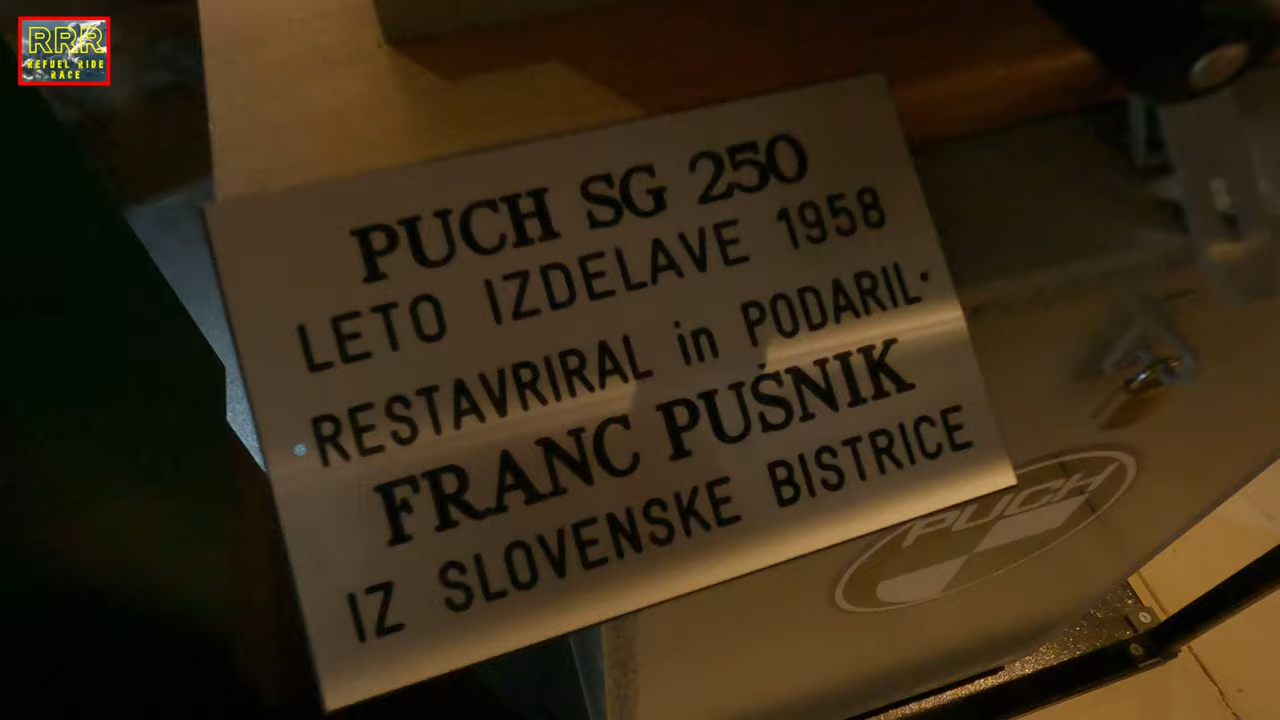 RRR
REFUEL RIDE
RACE
PUCH SG 250
LETO IZDELAVE 1958
RESTAVRIRAL in PODARIL·
FRANC PUŠNIK
IZ SLOVENSKE BISTRICE
PUCH